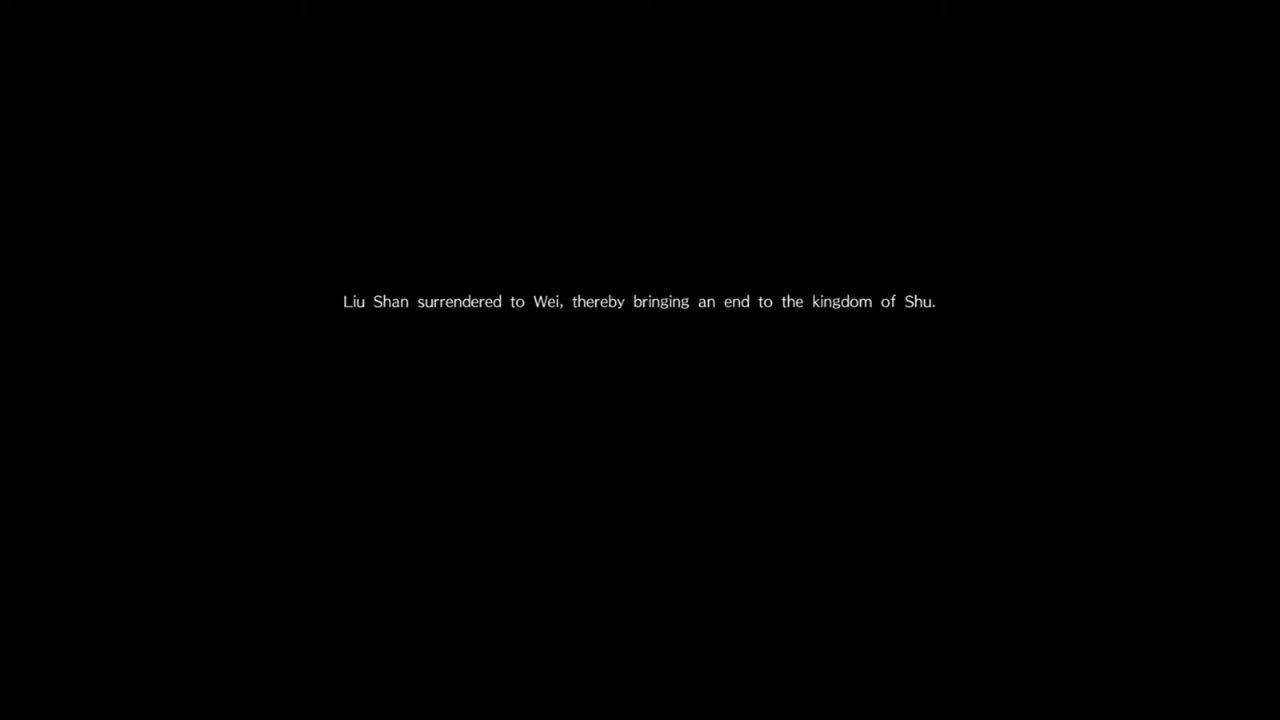 Liu Shan surrendered to Wei, thereby bringing an end to the kingdom of Shu.